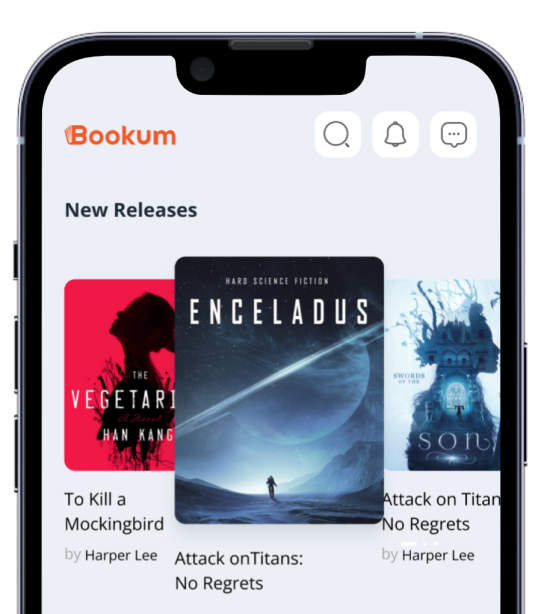 Bookum
New Releases
HARD SCIENCE FICTION
ENCELADUS
THE
VEGETARI
A Novel
HAN KANG
SWORDS
OF THE
son
To Kill a
Mockingbird
by Harper Lee
Attack onTitans:
No Regrets
Attack on Titan
No Regrets
by Harper Lee